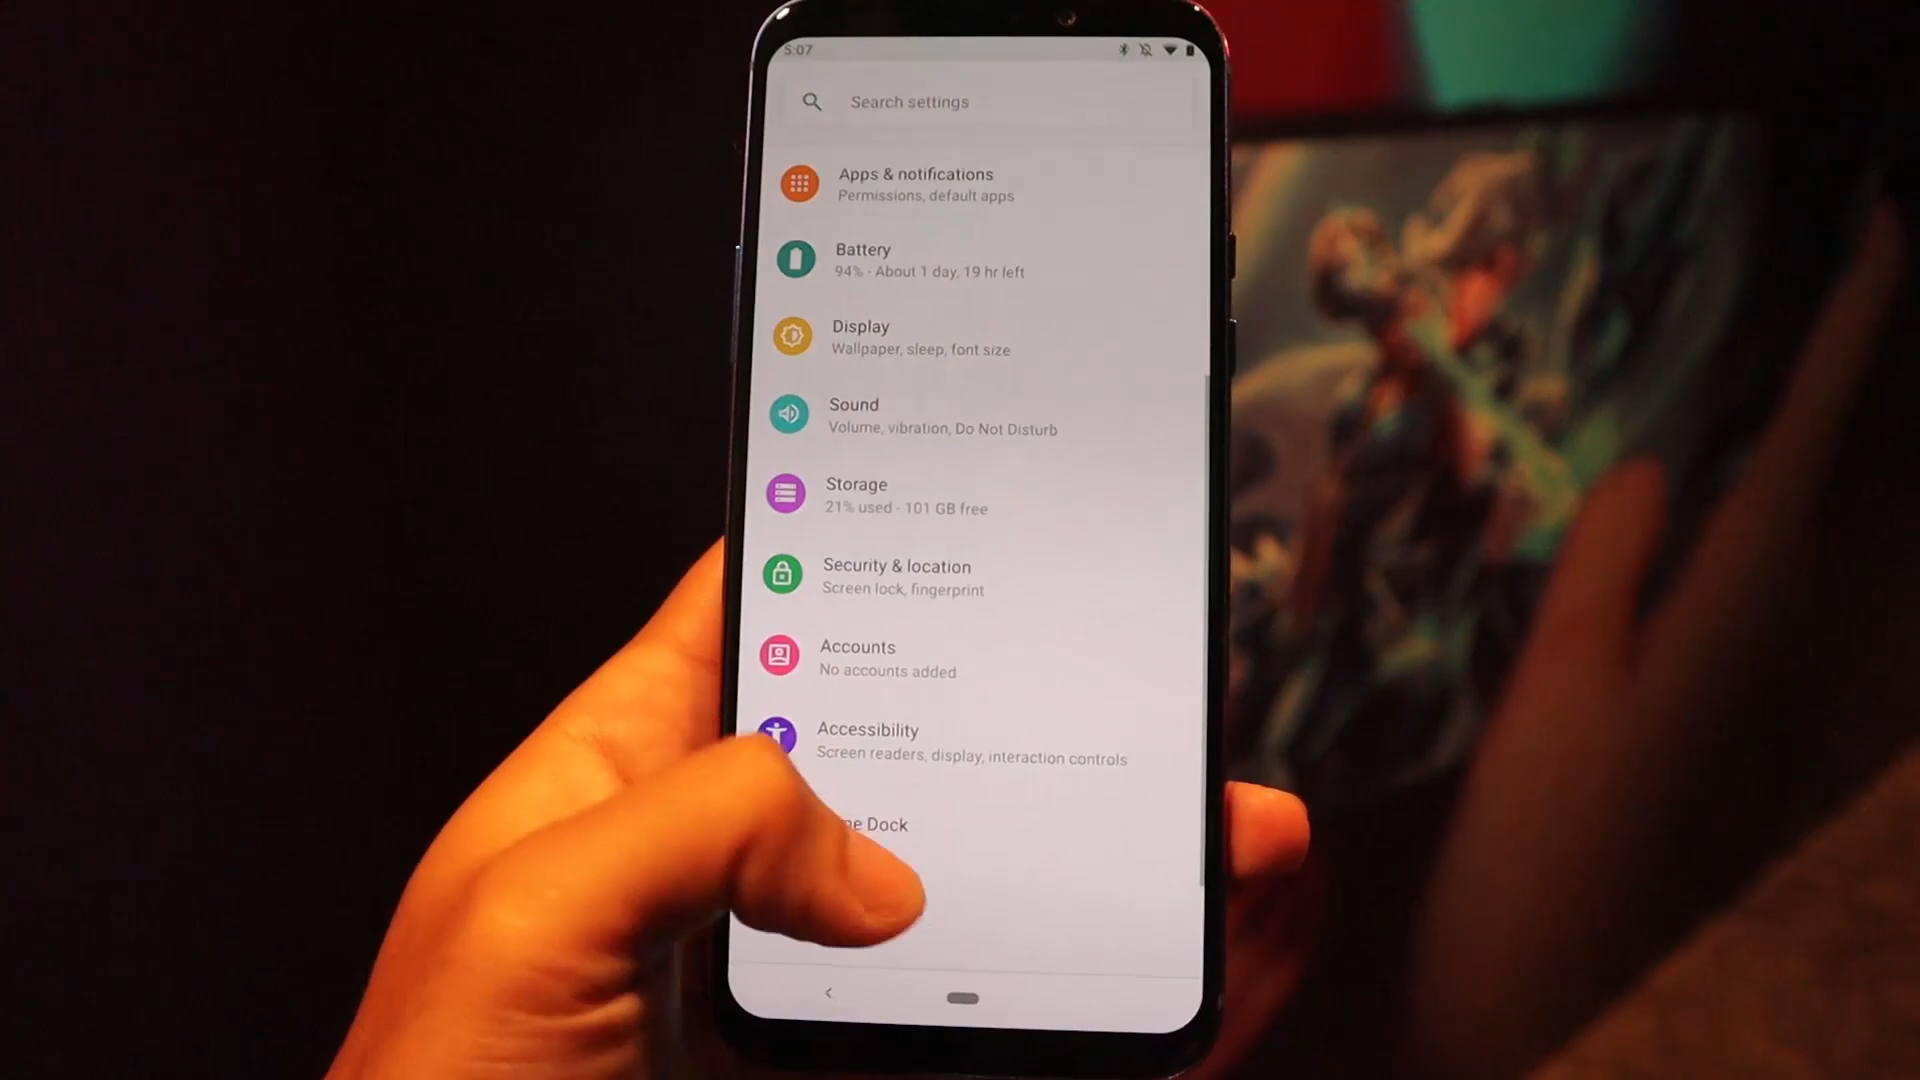 5:07
Search settings
Apps & notifications
Permissions, default apps
Battery
94% - About 1 day, 19 hr left
Display
Wallpaper, sleep, font size
Sound
Volume, vibration, Do Not Disturb
Storage
21% used - 101 GB free
Security & location
Screen lock, fingerprint
Accounts
No accounts added
Accessibility
Screen readers, display, interaction controls
Dock